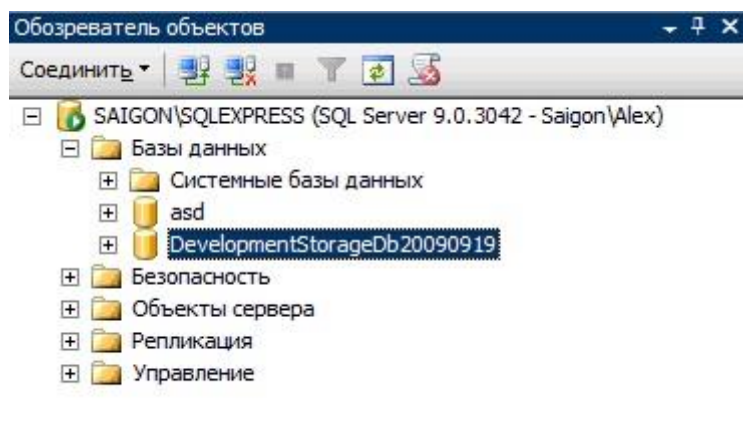 Обозреватель объектов
Соединить
SAIGON\SQLEXPRESS (SQL Server 9.0.3042 - Saigon\Alex)
Базы данных
Системные базы данных
asd
DevelopmentStorageDb20090919
Безопасность
Объекты сервера
Репликация
Управление